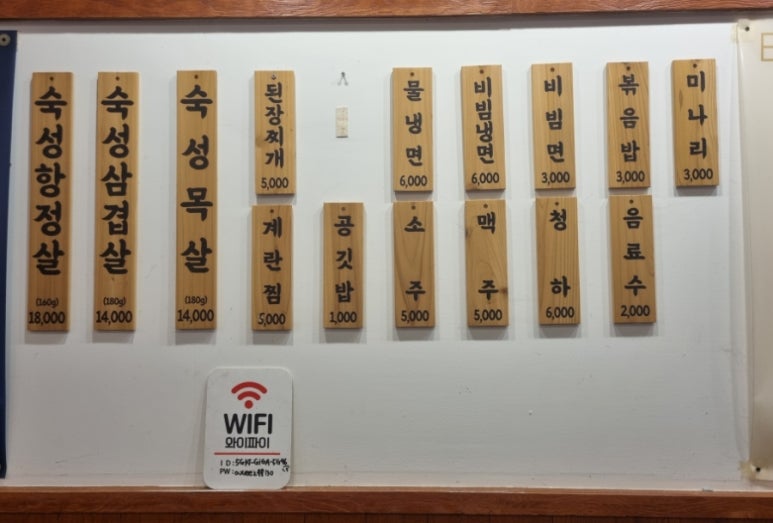 숙성항정살
(160g)
18,000
숙성삼겹살
(180g)
14,000
숙성목살
(180g)
14,000
된장찌개
5,000
물냉면
6,000
비빔냉면
6,000
비빔면
3,000
볶음밥
3,000
미나리
3,000
계란찜
5,000
공깃밥
1,000
소주
5,000
맥주
5,000
청하
6,000
음료수
2,000
WIFI
와이파이
ID:
PW: